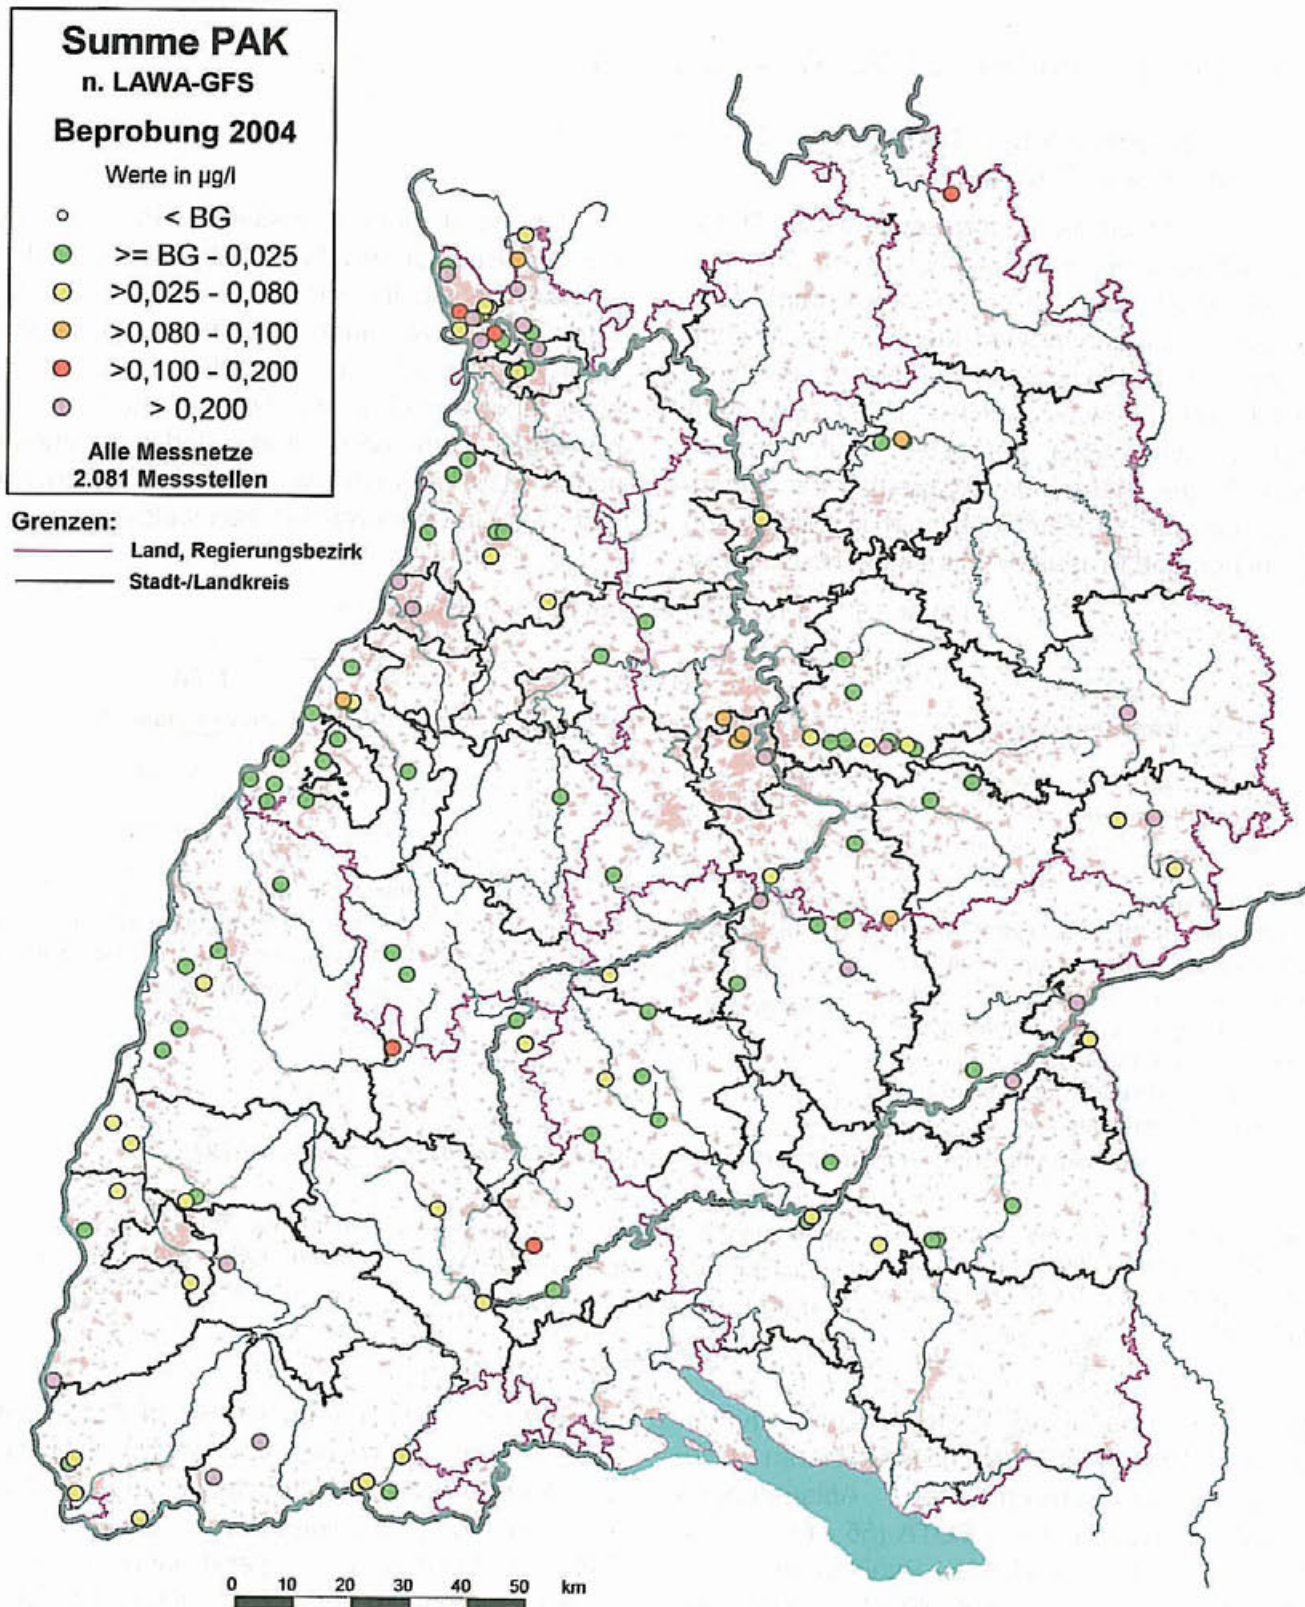 Summe PAK
n. LAWA-GFS
Beprobung 2004
Werte in µg/l
< BG
>= BG - 0,025
>0,025 - 0,080
>0,080 - 0,100
>0,100 - 0,200
> 0,200
Alle Messnetze
2.081 Messstellen
Grenzen:
Land, Regierungsbezirk
Stadt-/Landkreis
0 10 20 30 40 50 km